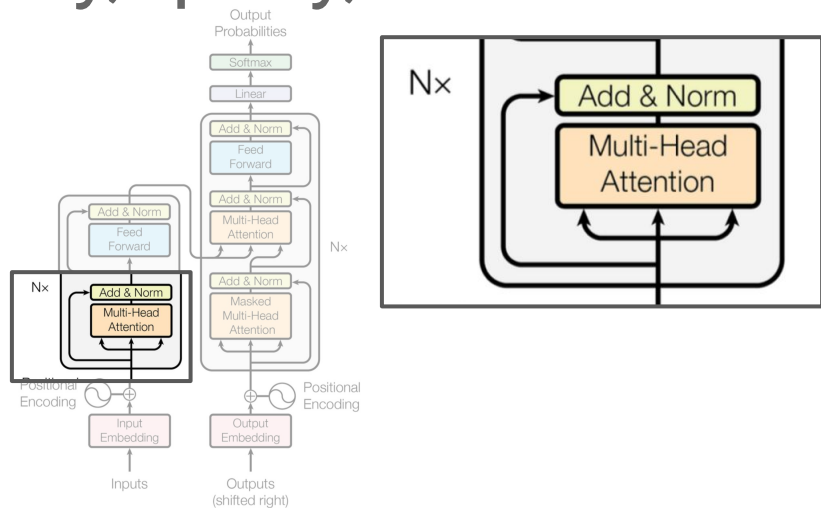 Output
Probabilities
Softmax
Linear
Add & Norm
Feed
Forward
Add & Norm
Multi-Head
Attention
Nx
Add & Norm
Masked
Multi-Head
Attention
Positional
Encoding
Output
Embedding
Outputs
(shifted right)
Add & Norm
Feed
Forward
Nx
Add & Norm
Multi-Head
Attention
Positional
Encoding
Input
Embedding
Inputs
Nx
Add & Norm
Multi-Head
Attention